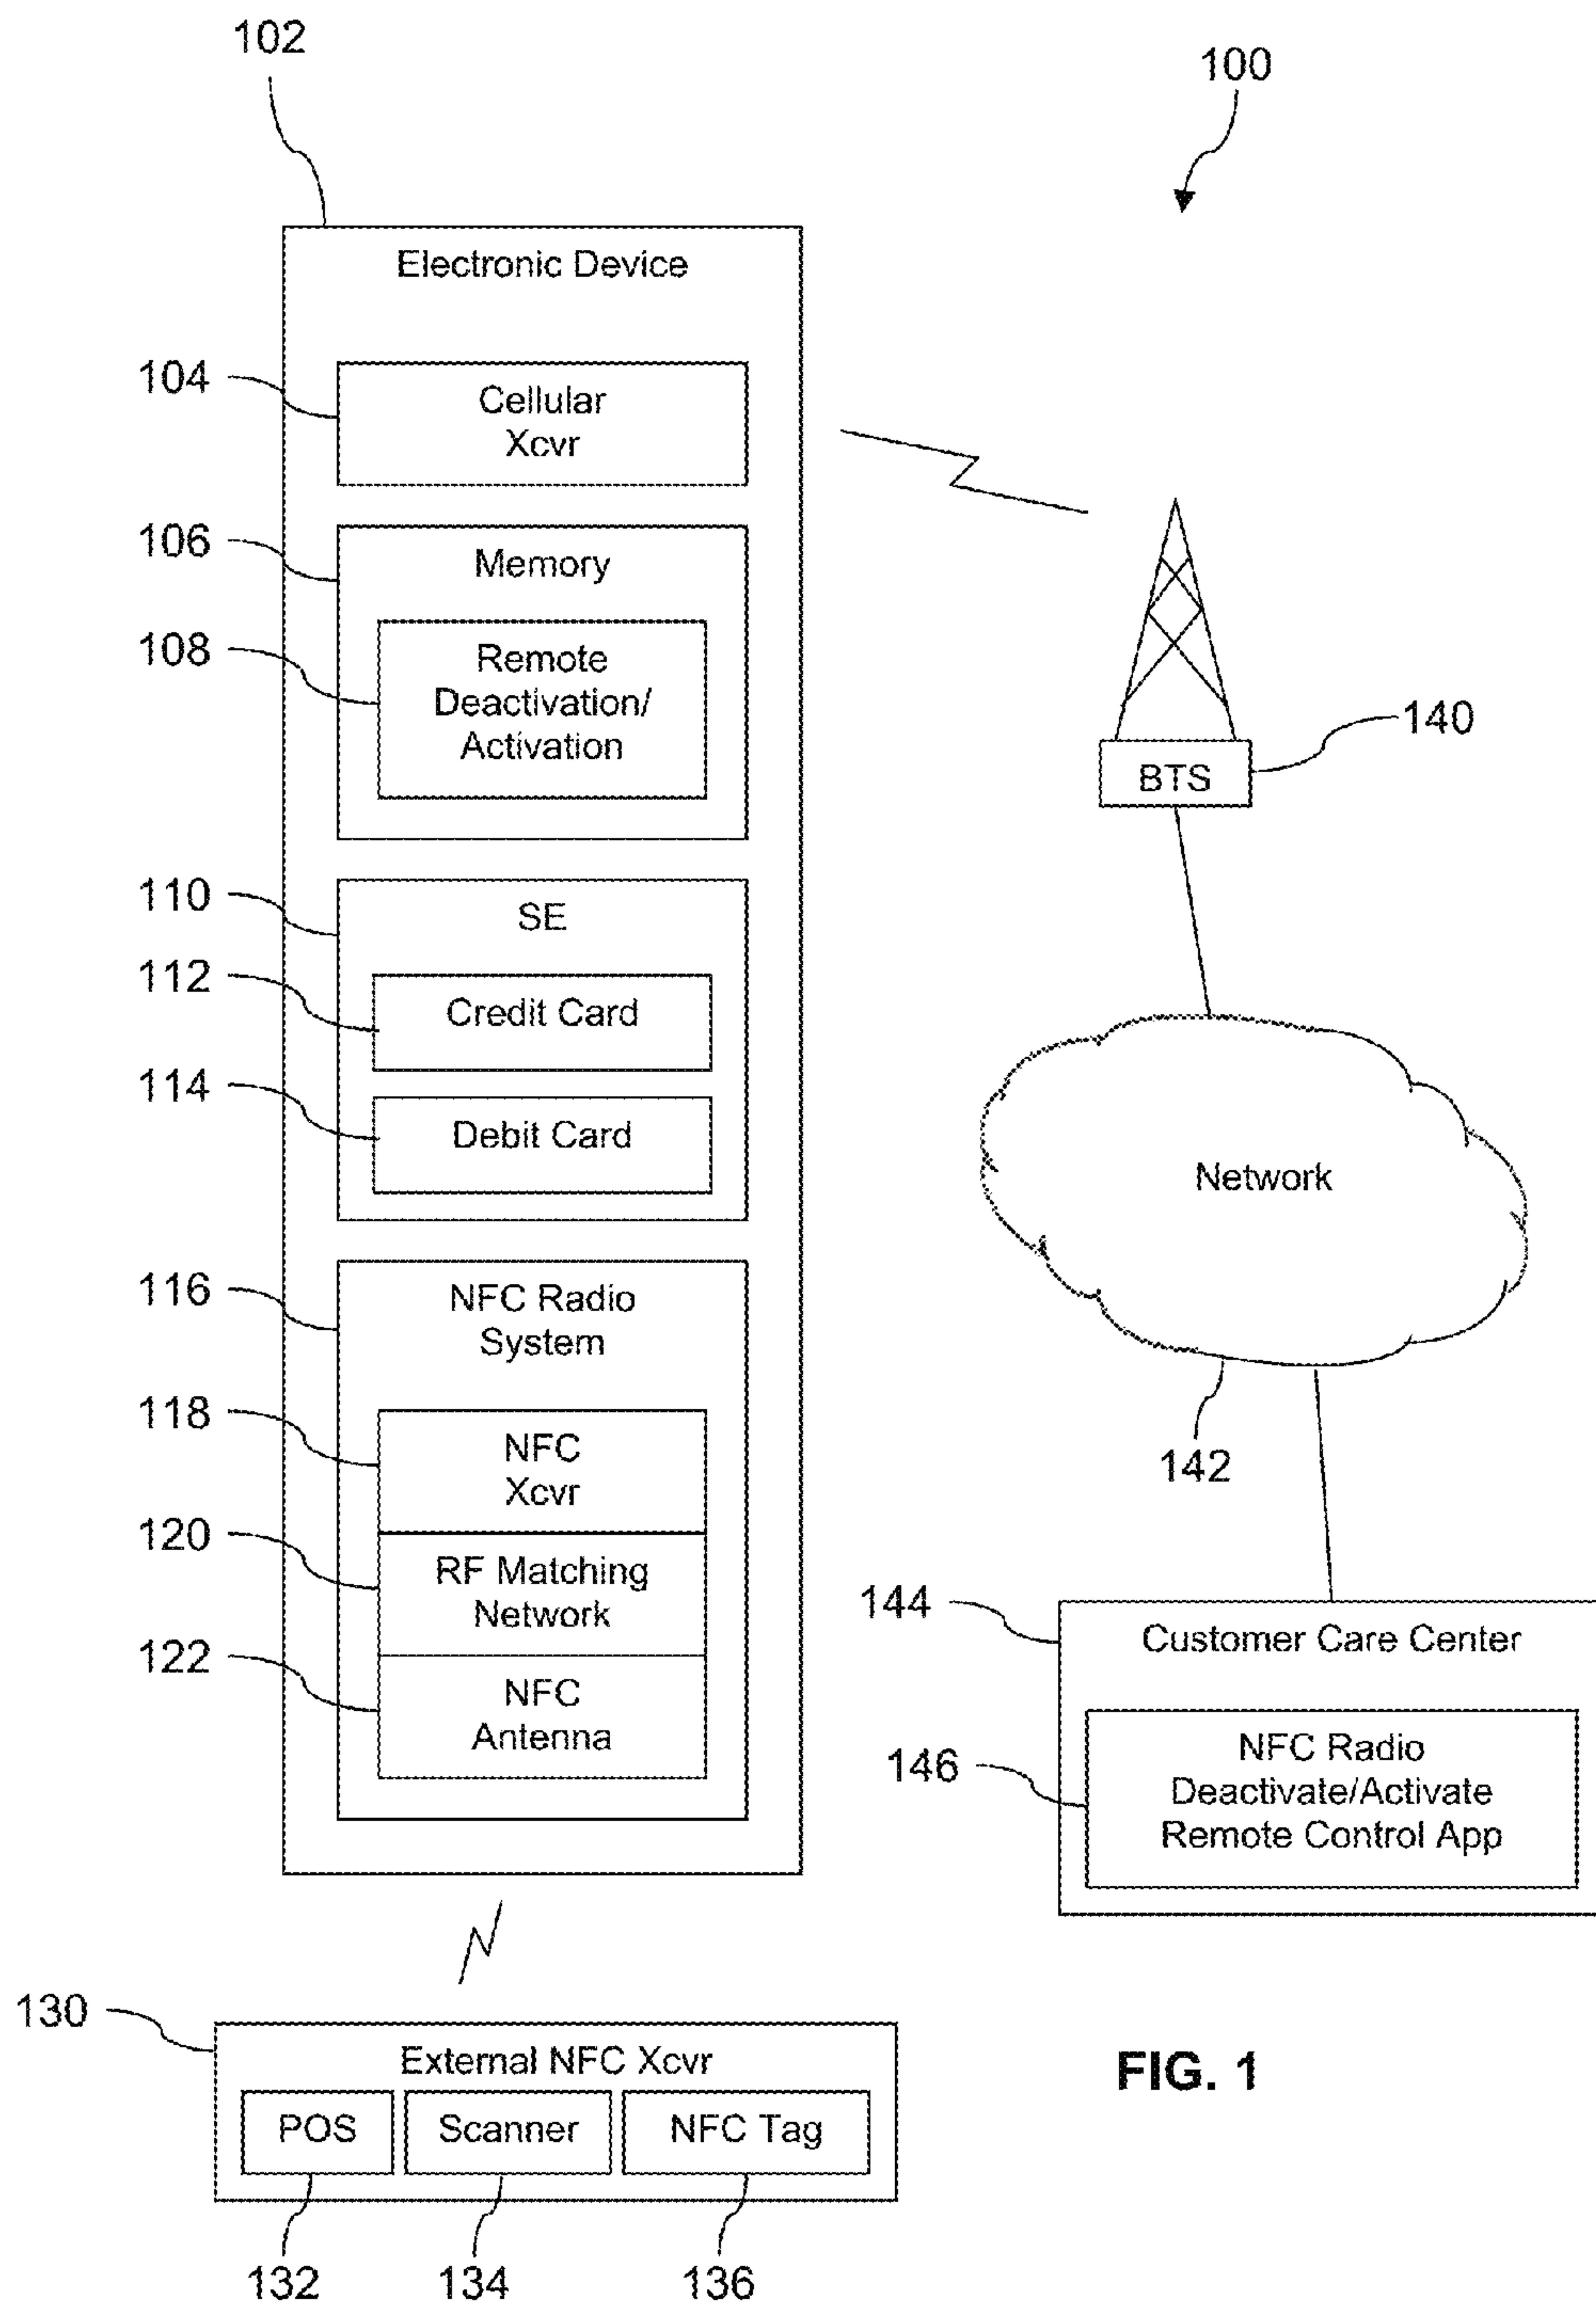 102
100
Electronic Device
104
Cellular
Xcvr
106
Memory
108
Remote
Deactivation/
Activation
140
BTS
110
SE
112
Credit Card
114
Debit Card
Network
116
NFC Radio
System
118
NFC
Xcvr
142
120
RF Matching
Network
144
Customer Care Center
122
NFC
Antenna
146
NFC Radio
Deactivate/Activate
Remote Control App
130
External NFC Xcvr
POS
Scanner
NFC Tag
FIG. 1
132
134
136